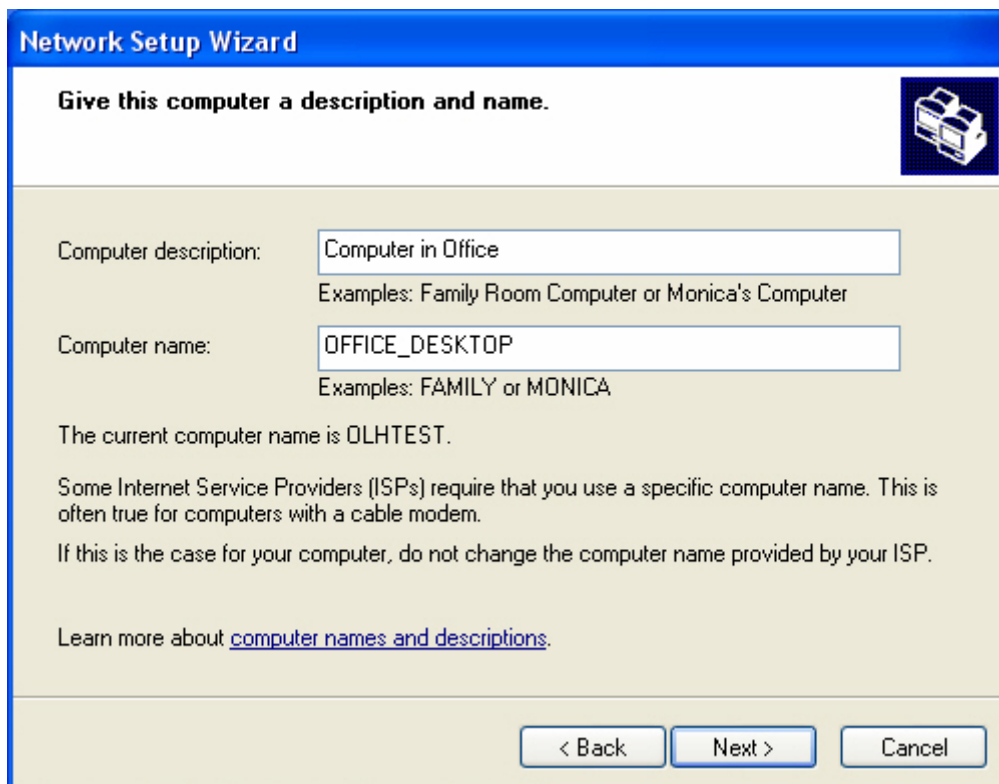 Network Setup Wizard
Give this computer a description and name.
Computer description: Computer in Office
Examples: Family Room Computer or Monica's Computer
Computer name: OFFICE_DESKTOP
Examples: FAMILY or MONICA
The current computer name is OLHTEST.
Some Internet Service Providers (ISPs) require that you use a specific computer name. This is
often true for computers with a cable modem.
If this is the case for your computer, do not change the computer name provided by your ISP.
Learn more about computer names and descriptions.
< Back Next > Cancel